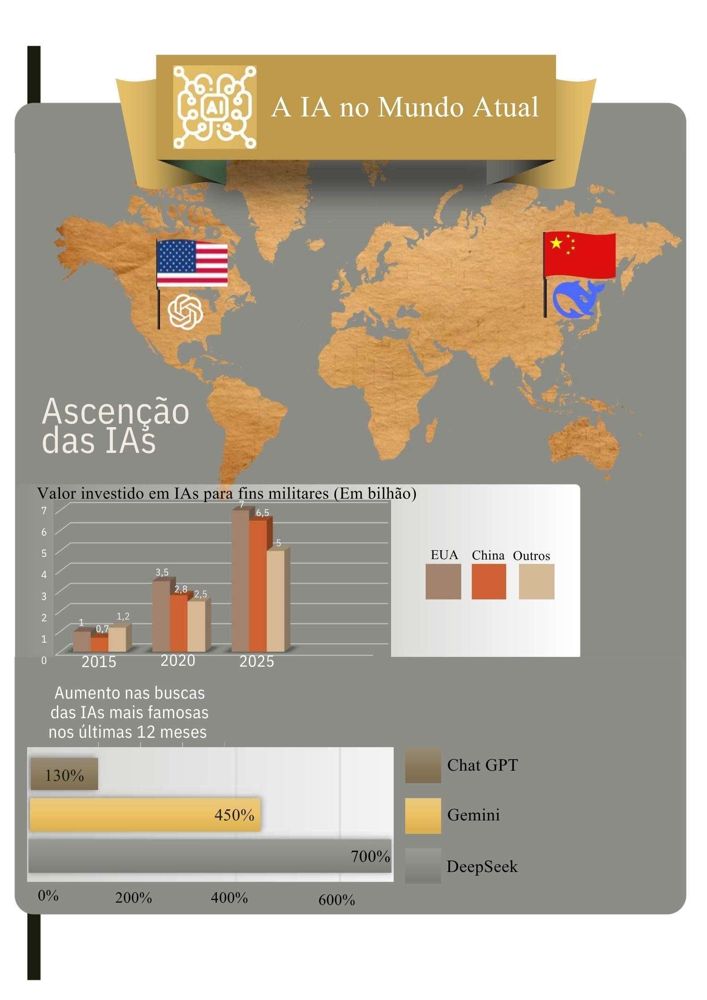 AI
A IA no Mundo Atual
Ascenção
das IAs
Valor investido em IAs para fins militares (Em bilhão)
7
6
5
4
3
2
1
0
1
0,7
1,2
3,5
2,8
2,5
7
6,5
5
2015
2020
2025
EUA
China
Outros
Aumento nas buscas
das IAs mais famosas
nos últimas 12 meses
130%
450%
700%
0%
200%
400%
600%
Chat GPT
Gemini
DeepSeek